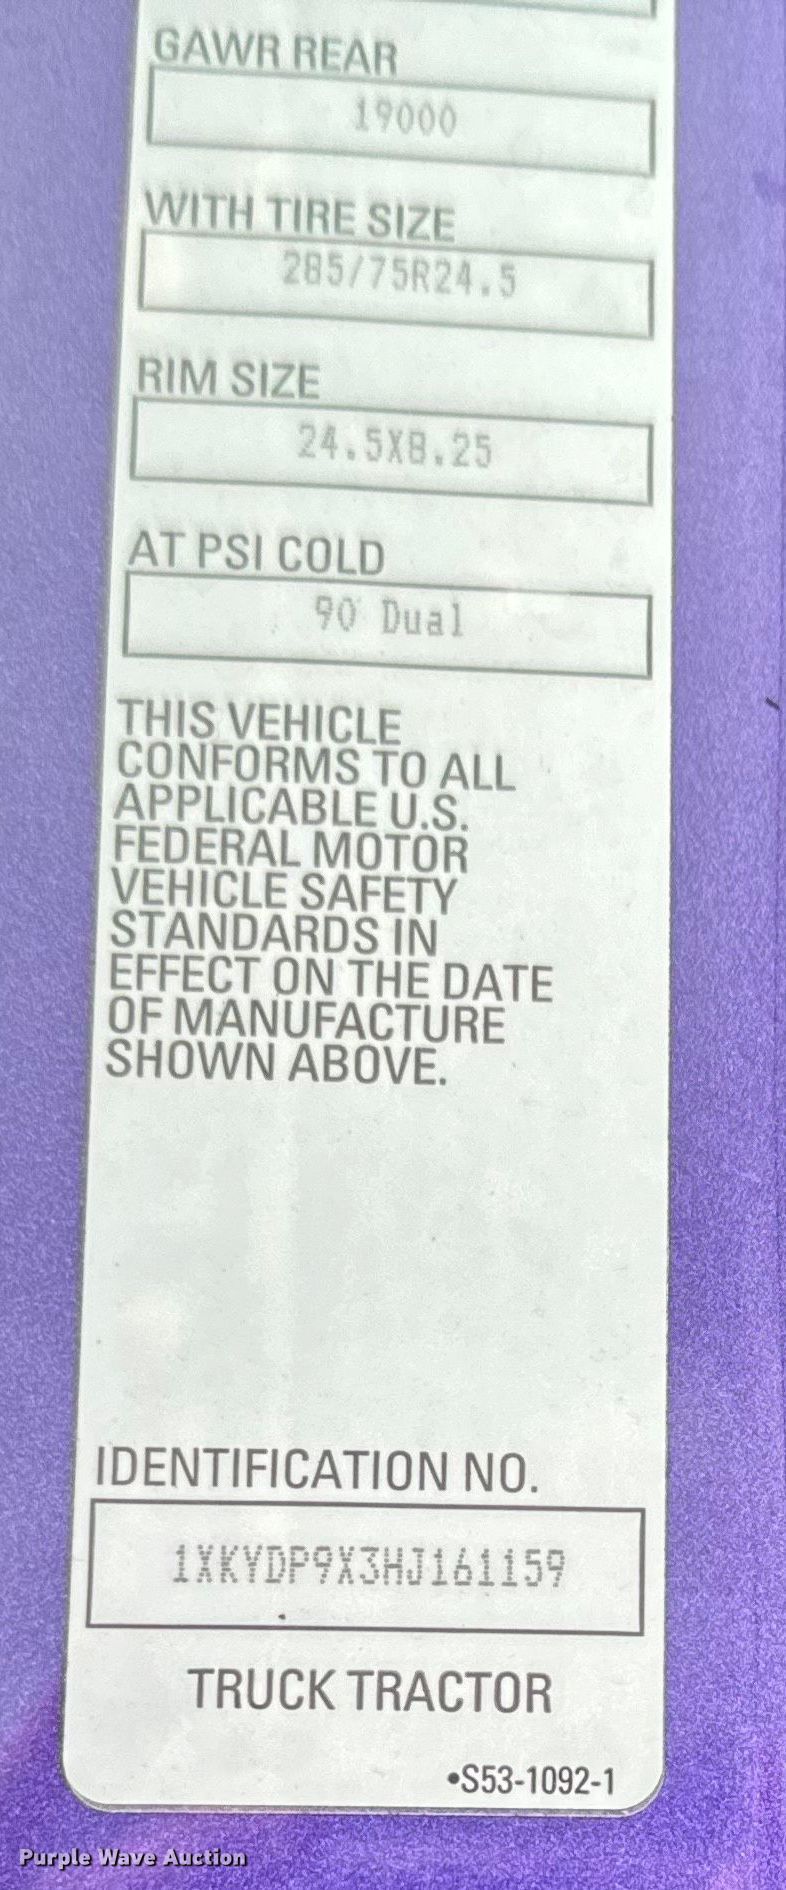 GAWR REAR
19000
WITH TIRE SIZE
285/75R24.5
RIM SIZE
24.5X8.25
AT PSI COLD
90 Dual
THIS VEHICLE
CONFORMS TO ALL
APPLICABLE U.S.
FEDERAL MOTOR
VEHICLE SAFETY
STANDARDS IN
EFFECT ON THE DATE
OF MANUFACTURE
SHOWN ABOVE.
IDENTIFICATION NO.
1XKYDP9X3HJ161159
TRUCK TRACTOR
•S53-1092-1
Purple Wave Auction